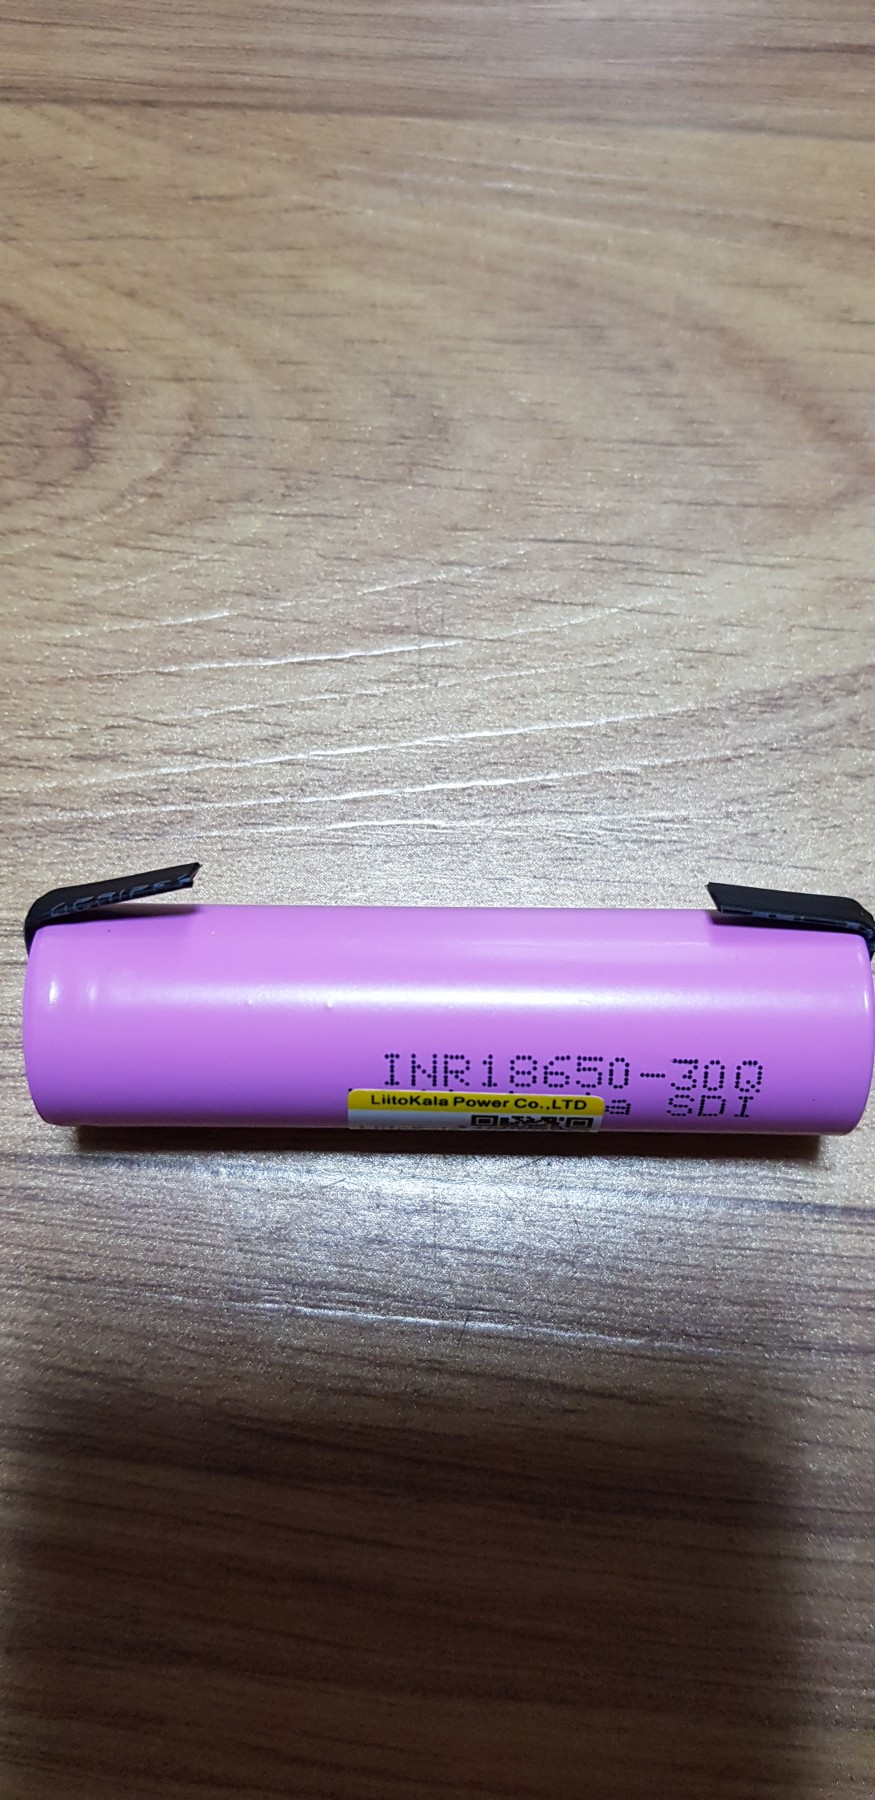 INR18650-30Q
SDI
LiitoKala Power Co.,LTD